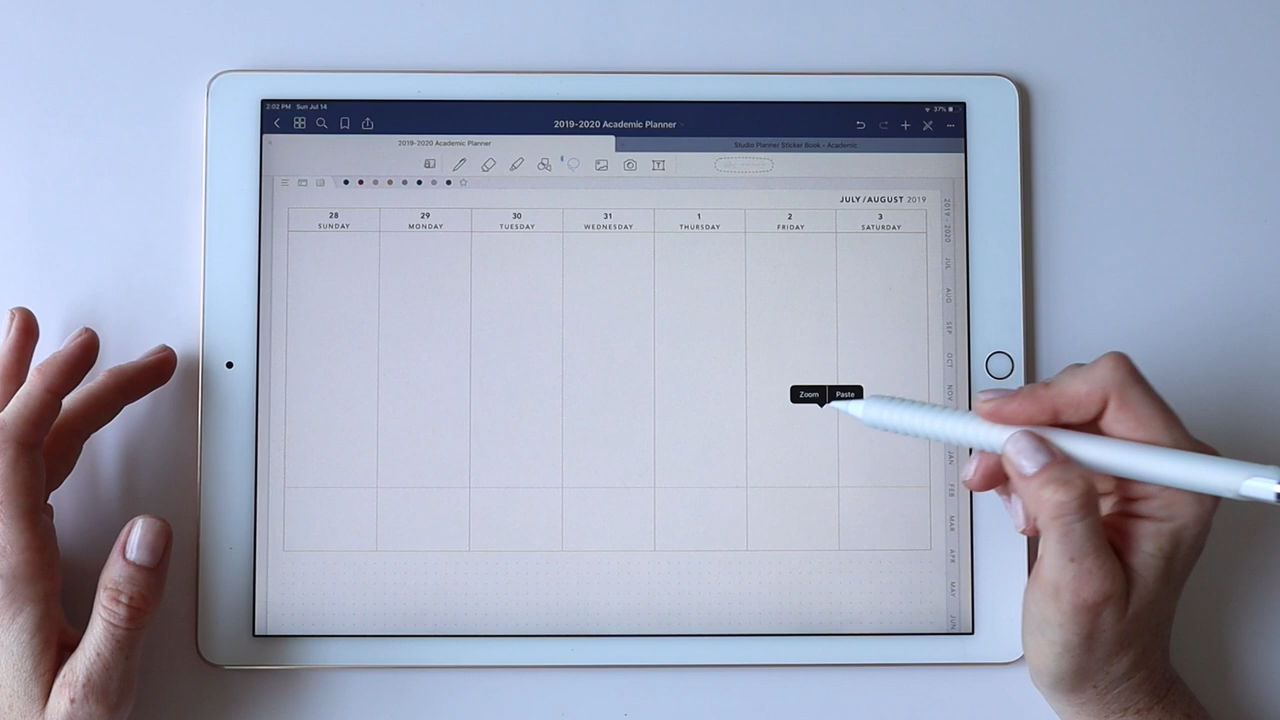 2:02 PM Sun Jul 14
37%
2019-2020 Academic Planner
2019-2020 Academic Planner
Studio Planner Sticker Book - Academic
JULY/AUGUST 2019
28 29 30 31 1 2 3
SUNDAY MONDAY TUESDAY WEDNESDAY THURSDAY FRIDAY SATURDAY
Zoom Paste
2019 - 2020
JUL
AUG
SEP
OCT
NOV
JAN
FEB
MAR
APR
MAY
JUN